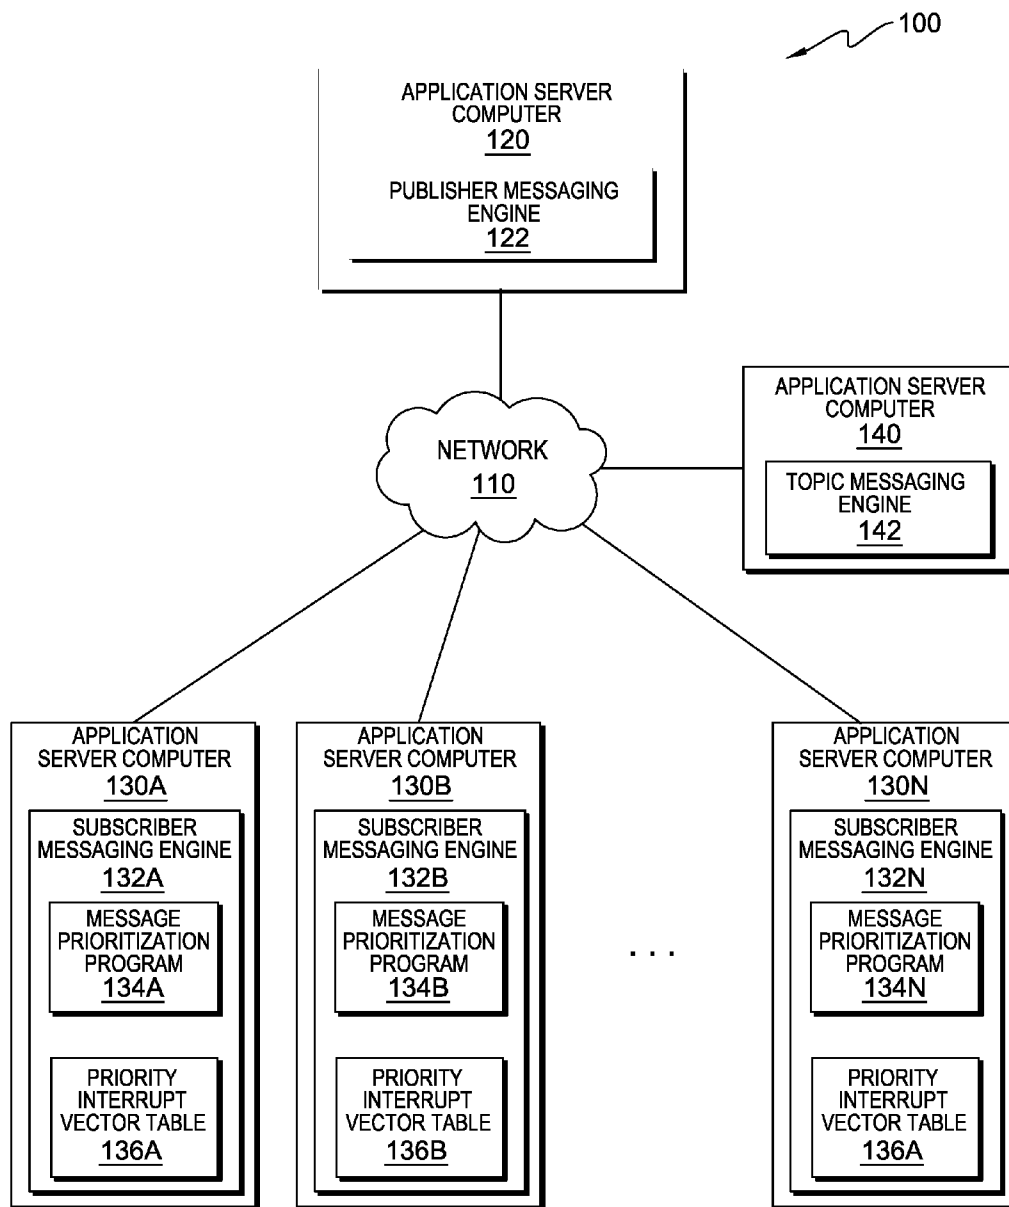 100
APPLICATION SERVER
COMPUTER
120
PUBLISHER MESSAGING
ENGINE
122
NETWORK
110
APPLICATION SERVER
COMPUTER
140
TOPIC MESSAGING
ENGINE
142
APPLICATION
SERVER COMPUTER
130A
SUBSCRIBER
MESSAGING ENGINE
132A
MESSAGE
PRIORITIZATION
PROGRAM
134A
PRIORITY
INTERRUPT
VECTOR TABLE
136A
APPLICATION
SERVER COMPUTER
130B
SUBSCRIBER
MESSAGING ENGINE
132B
MESSAGE
PRIORITIZATION
PROGRAM
134B
PRIORITY
INTERRUPT
VECTOR TABLE
136B
. . .
APPLICATION
SERVER COMPUTER
130N
SUBSCRIBER
MESSAGING ENGINE
132N
MESSAGE
PRIORITIZATION
PROGRAM
134N
PRIORITY
INTERRUPT
VECTOR TABLE
136A